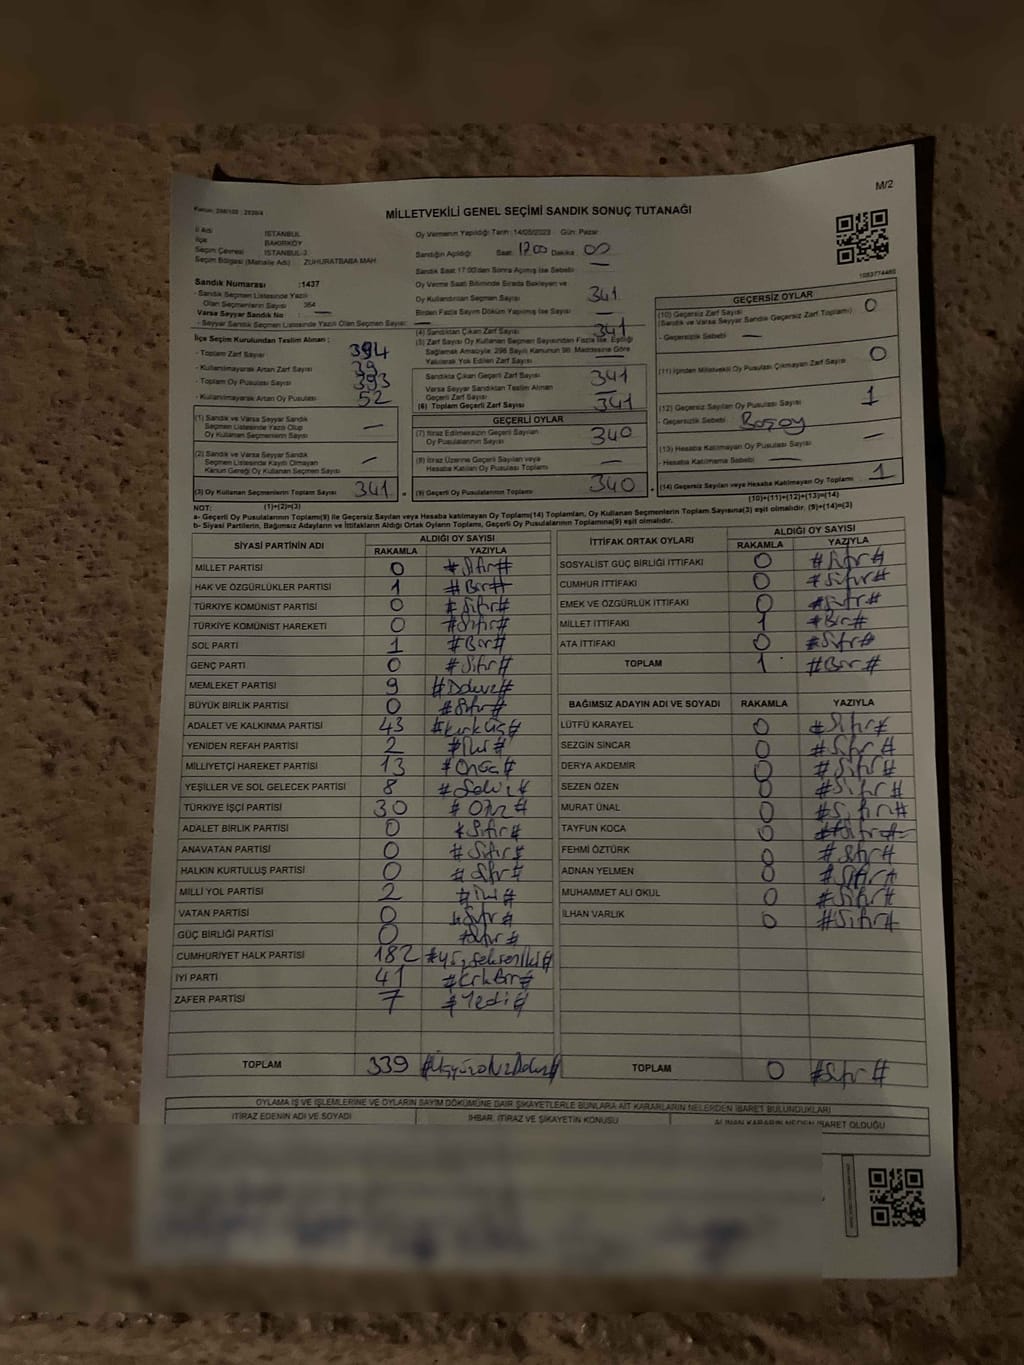 M/2
MİLLETVEKİLİ GENEL SEÇİMİ SANDIK SONUÇ TUTANAĞI
İl Adı İSTANBUL
İlçe BAKIRKÖY
Seçim Çevresi İSTANBUL-3
Seçim Bölgesi (Mahalle Adı) : ZUHURATBABA MAH
Oy Vermenin Yapıldığı Tarih : 14/05/2023 Gün: Pazar
Sandığın Açıldığı Saat: 1700 Dakika 00
Sandık Saat 17:00'den Sonra Açılmış İse Sebebi —
Sandık Numarası :1437
- Sandık Seçmen Listesinde Yazılı
Olan Seçmenlerin Sayısı 364
Varsa Seyyar Sandık No : —
- Seyyar Sandık Seçmen Listesinde Yazılı Olan Seçmen Sayısı: —
Oy Verme Saati Bitiminde Sırada Bekleyen ve
Oy Kullandırılan Seçmen Sayısı 341
Birden Fazla Sayım Döküm Yapılmış İse Sayısı —
(4) Sandıktan Çıkan Zarf Sayısı 341
(5) Zarf Sayısı Oy Kullanan Seçmen Sayısından Fazla İse, Eşitliği
Sağlamak Amacıyla; 298 Sayılı Kanunun 98. Maddesine Göre
Yakılarak Yok Edilen Zarf Sayısı
İlçe Seçim Kurulundan Teslim Alınan :
- Toplam Zarf Sayısı 394
- Kullanılmayarak Artan Zarf Sayısı
- Toplam Oy Pusulası Sayısı 393
- Kullanılmayarak Artan Oy Pusulası 52
Sandıkta Çıkan Geçerli Zarf Sayısı 341
Varsa Seyyar Sandıktan Teslim Alınan
Geçerli Zarf Sayısı
(6) Toplam Geçerli Zarf Sayısı 341
(1) Sandık ve Varsa Seyyar Sandık
Seçmen Listesinde Yazılı Olup
Oy Kullanan Seçmenlerin Sayısı —
(2) Sandık ve Varsa Seyyar Sandık
Seçmen Listesinde Kayıtlı Olmayan
Kanun Gereği Oy Kullanan Seçmen Sayısı —
(3) Oy Kullanan Seçmenlerin Toplam Sayısı 341
GEÇERLİ OYLAR
(7) İtiraz Edilmeksizin Geçerli Sayılan
Oy Pusulalarının Sayısı 340
(8) İtiraz Üzerine Geçerli Sayılan veya
Hesaba Katılan Oy Pusulası Toplamı —
(9) Geçerli Oy Pusulalarının Toplamı 340
1053774460
GEÇERSİZ OYLAR
(10) Geçersiz Zarf Sayısı 0
(Sandık ve Varsa Seyyar Sandık Geçersiz Zarf Toplamı)
- Geçersizlik Sebebi —
(11) İçinden Milletvekili Oy Pusulası Çıkmayan Zarf Sayısı 0
(12) Geçersiz Sayılan Oy Pusulası Sayısı 1
- Geçersizlik Sebebi Boşoy
(13) Hesaba Katılmayan Oy Pusulası Sayısı —
- Hesaba Katılmama Sebebi —
(14) Geçersiz Sayılan veya Hesaba Katılmayan Oy Toplamı 1
NOT: (1)+(2)=(3)
(10)+(11)+(12)+(13)=(14)
a- Geçerli Oy Pusulalarının Toplamı(9) ile Geçersiz Sayılan veya Hesaba Katılmayan Oy Toplamı(14) Toplamları, Oy Kullanan Seçmenlerin Toplam Sayısına(3) eşit olmalıdır. (9)+(14)=(3)
b- Siyasi Partilerin, Bağımsız Adayların ve İttifakların Aldığı Ortak Oyların Toplamı, Geçerli Oy Pusulalarının Toplamına(9) eşit olmalıdır.
SİYASİ PARTİNİN ADI ALDIĞI OY SAYISI
RAKAMLA YAZIYLA
MİLLET PARTİSİ 0 #Sıfır#
HAK VE ÖZGÜRLÜKLER PARTİSİ 1 #Bir#
TÜRKİYE KOMÜNİST PARTİSİ 0 #Sıfır#
TÜRKİYE KOMÜNİST HAREKETİ 0 #Sıfır#
SOL PARTİ 1 #Bir#
GENÇ PARTİ 0 #Sıfır#
MEMLEKET PARTİSİ 9 #Dokuz#
BÜYÜK BİRLİK PARTİSİ 0 #Sıfır#
ADALET VE KALKINMA PARTİSİ 43 #KırkÜç#
YENİDEN REFAH PARTİSİ 2 #İki#
MİLLİYETÇİ HAREKET PARTİSİ 13 #Onüç#
YEŞİLLER VE SOL GELECEK PARTİSİ 8 #Sekiz#
TÜRKİYE İŞÇİ PARTİSİ 30 #Otuz#
ADALET BİRLİK PARTİSİ 0 #Sıfır#
ANAVATAN PARTİSİ 0 #Sıfır#
HALKIN KURTULUŞ PARTİSİ 0 #Sıfır#
MİLLİ YOL PARTİSİ 2 #İki#
VATAN PARTİSİ 0 #Sıfır#
GÜÇ BİRLİĞİ PARTİSİ 0 #Sıfır#
CUMHURİYET HALK PARTİSİ 182 #YüzSekseniki#
İYİ PARTİ 41 #KırkBir#
ZAFER PARTİSİ 7 #Yedi#
TOPLAM 339 #ÜçyüzotuzDokuz#
İTTİFAK ORTAK OYLARI ALDIĞI OY SAYISI
RAKAMLA YAZIYLA
SOSYALİST GÜÇ BİRLİĞİ İTTİFAKI 0 #Sıfır#
CUMHUR İTTİFAKI 0 #Sıfır#
EMEK VE ÖZGÜRLÜK İTTİFAKI 0 #Sıfır#
MİLLET İTTİFAKI 1 #Bir#
ATA İTTİFAKI 0 #Sıfır#
TOPLAM 1 #Bir#
BAĞIMSIZ ADAYIN ADI VE SOYADI RAKAMLA YAZIYLA
LÜTFÜ KARAYEL 0 #Sıfır#
SEZGİN SİNCAR 0 #Sıfır#
DERYA AKDEMİR 0 #Sıfır#
SEZEN ÖZEN 0 #Sıfır#
MURAT ÜNAL 0 #Sıfır#
TAYFUN KOCA 0 #Sıfır#
FEHMİ ÖZTÜRK 0 #Sıfır#
ADNAN YELMEN 0 #Sıfır#
MUHAMMET ALİ OKUL 0 #Sıfır#
İLHAN VARLIK 0 #Sıfır#
TOPLAM 0 #Sıfır#
OYLAMA İŞ VE İŞLEMLERİNE VE OYLARIN SAYIM DÖKÜMÜNE DAİR ŞİKAYETLERLE BUNLARA AİT KARARLARIN NELERDEN İBARET BULUNDUKLARI
İTİRAZ EDENİN ADI VE SOYADI İHBAR, İTİRAZ VE ŞİKAYETİN KONUSU ALINAN KARARIN NEDEN İBARET OLDUĞU